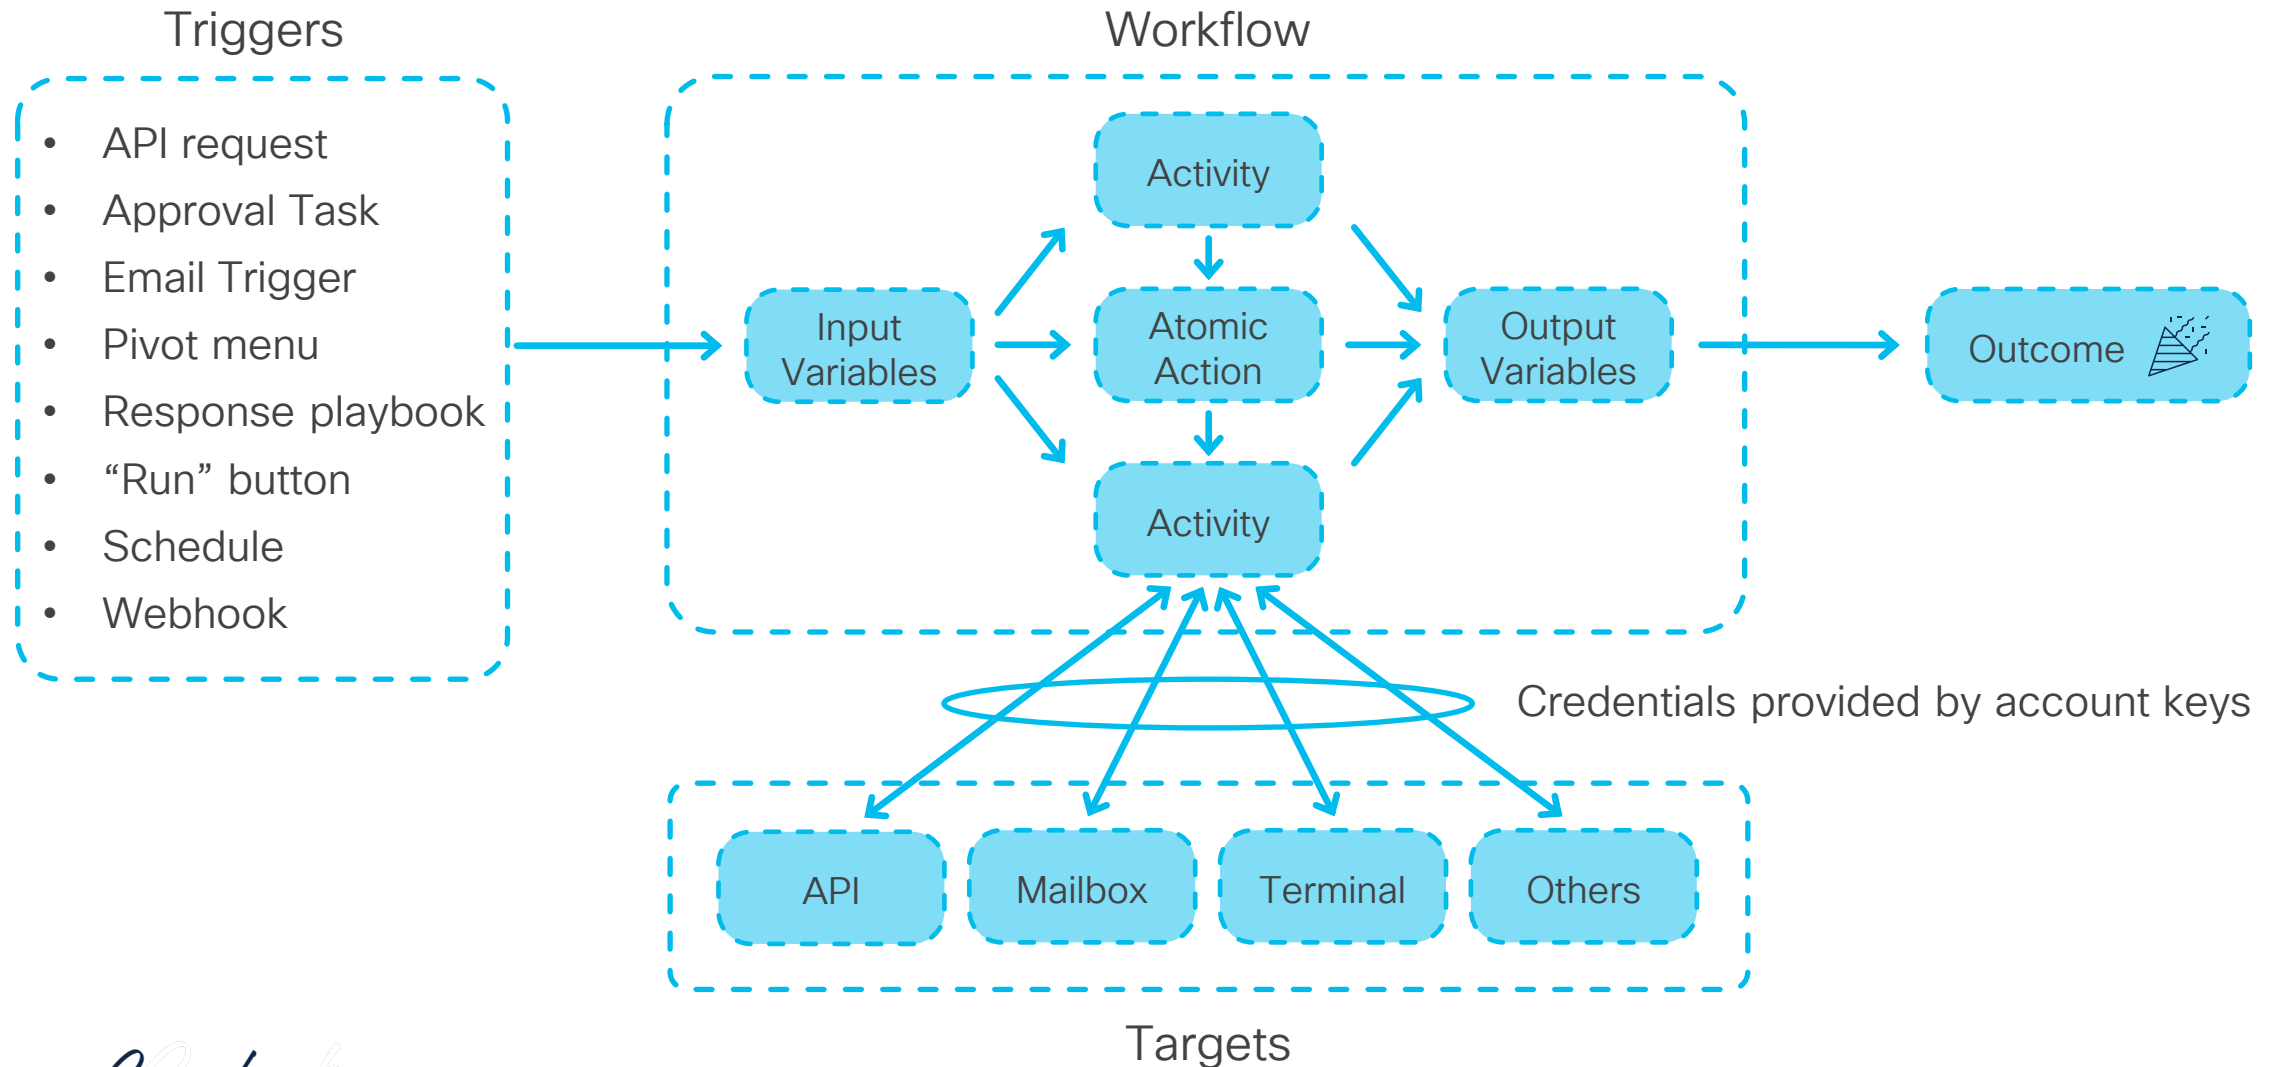 Triggers
• API request
• Approval Task
• Email Trigger
• Pivot menu
• Response playbook
• “Run” button
• Schedule
• Webhook
Workflow
Activity
Input
Variables
Atomic
Action
Output
Variables
Activity
Outcome
Credentials provided by account keys
API
Mailbox
Terminal
Others
Targets